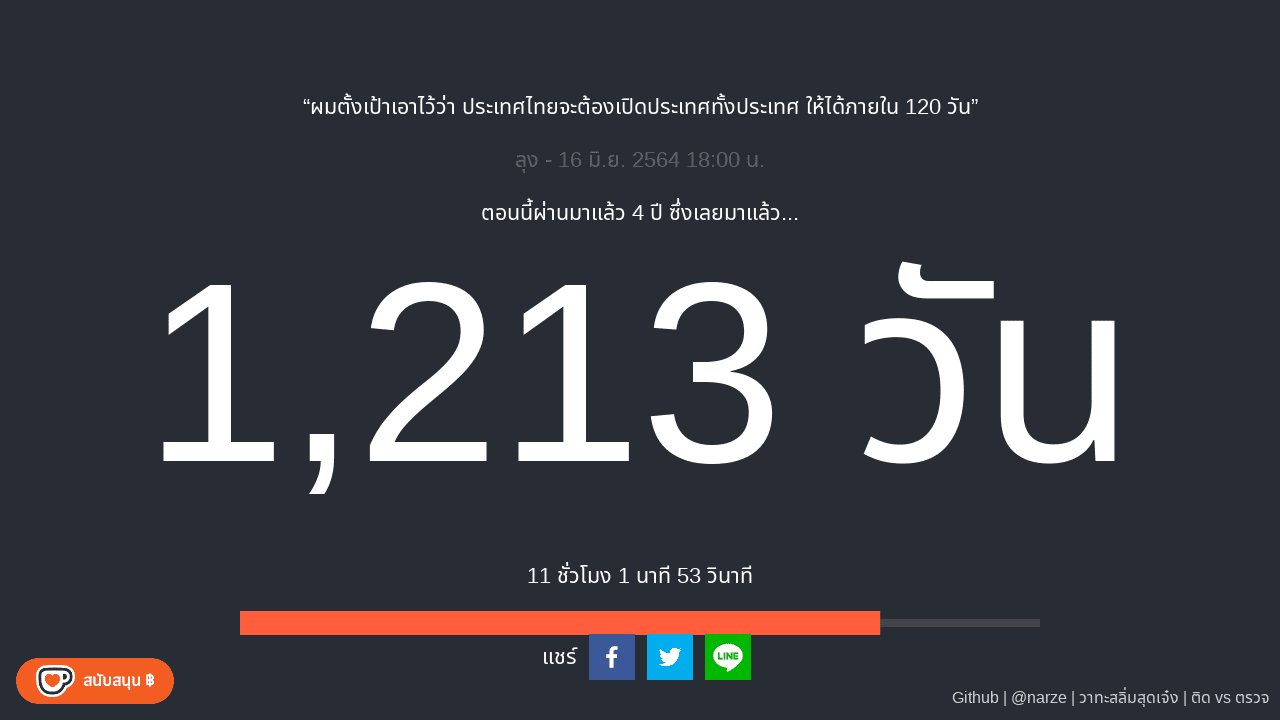 “ผมตั้งเป้าเอาไว้ว่า ประเทศไทยจะต้องเปิดประเทศทั้งประเทศ ให้ได้ภายใน 120 วัน”
ลุง - 16 มิ.ย. 2564 18:00 น.
ตอนนี้ผ่านมาแล้ว 4 ปี ซึ่งเลยมาแล้ว...
1,213 วัน
11 ชั่วโมง 1 นาที 53 วินาที
แชร์
LINE
สนับสนุน ฿
Github | @narze | วาทะสลิ่มสุดเจ๋ง | ติด vs ตรวจ